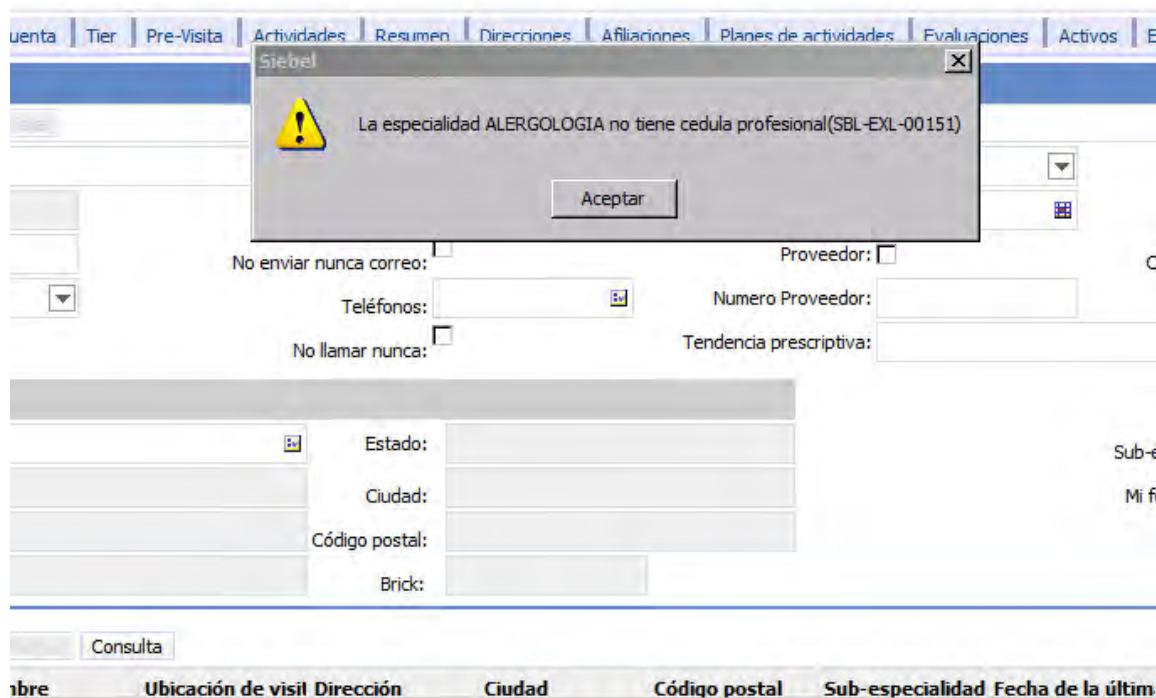 uenta Tier Pre-Visita Actividades Resumen Direcciones Afiliaciones Planes de actividades Evaluaciones Activos E
Siebel
La especialidad ALERGOLOGIA no tiene cedula profesional(SBL-EXL-00151)
Aceptar
No enviar nunca correo: Proveedor: C
Teléfonos: Numero Proveedor:
No llamar nunca: Tendencia prescriptiva:
Estado: Sub-e
Ciudad: Mi f
Código postal:
Brick:
Consulta
nbre Ubicación de visit Dirección Ciudad Código postal Sub-especialidad Fecha de la últim